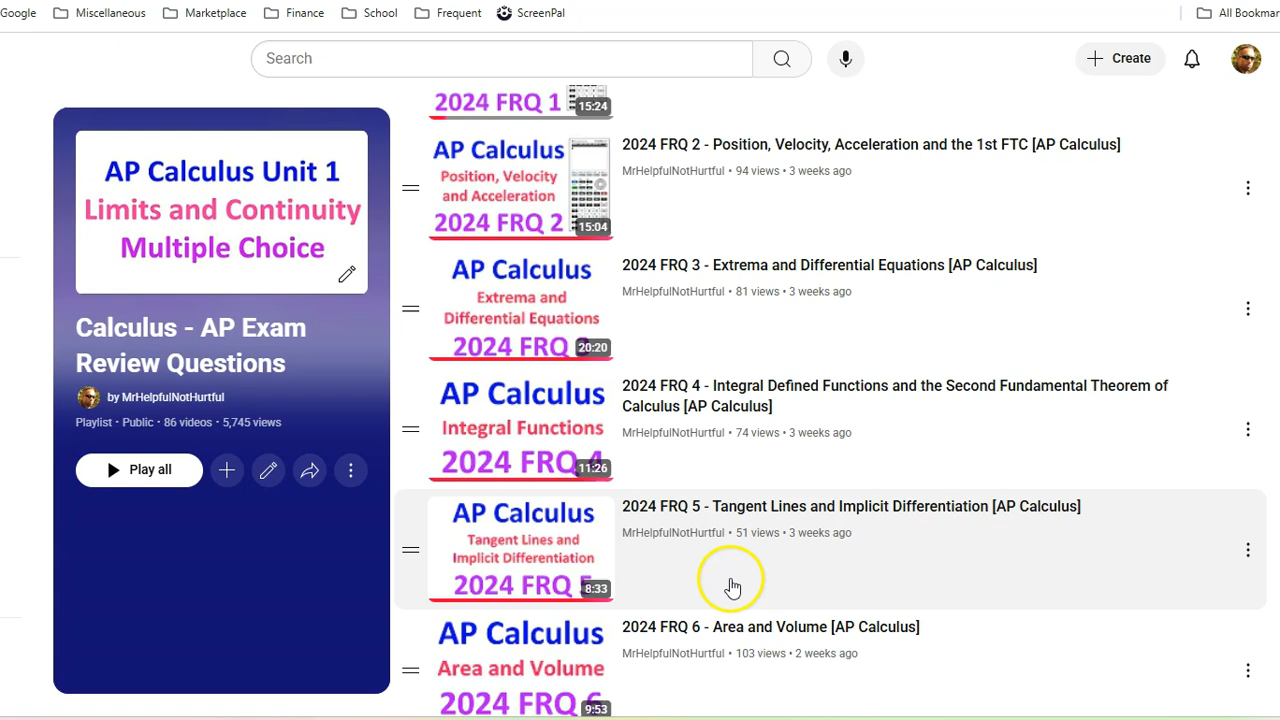 Google Miscellaneous Marketplace Finance School Frequent ScreenPal All Bookmar
Search
Create
AP Calculus Unit 1
Limits and Continuity
Multiple Choice
Calculus - AP Exam
Review Questions
by MrHelpfulNotHurtful
Playlist • Public • 86 videos • 5,745 views
Play all
2024 FRQ 1
15:24
AP Calculus
Position, Velocity
and Acceleration
2024 FRQ 2
15:04
2024 FRQ 2 - Position, Velocity, Acceleration and the 1st FTC [AP Calculus]
MrHelpfulNotHurtful • 94 views • 3 weeks ago
AP Calculus
Extrema and
Differential Equations
2024 FRQ
20:20
2024 FRQ 3 - Extrema and Differential Equations [AP Calculus]
MrHelpfulNotHurtful • 81 views • 3 weeks ago
AP Calculus
Integral Functions
2024 FRQ 4
11:26
2024 FRQ 4 - Integral Defined Functions and the Second Fundamental Theorem of
Calculus [AP Calculus]
MrHelpfulNotHurtful • 74 views • 3 weeks ago
AP Calculus
Tangent Lines and
Implicit Differentiation
2024 FRQ 5
8:33
2024 FRQ 5 - Tangent Lines and Implicit Differentiation [AP Calculus]
MrHelpfulNotHurtful • 51 views • 3 weeks ago
AP Calculus
Area and Volume
2024 FRQ 6
9:53
2024 FRQ 6 - Area and Volume [AP Calculus]
MrHelpfulNotHurtful • 103 views • 2 weeks ago